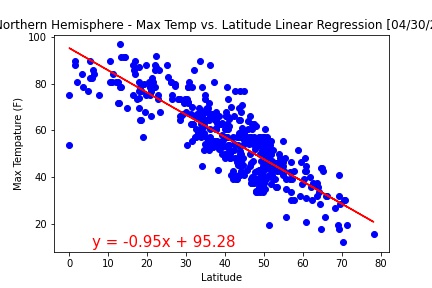 Northern Hemisphere - Max Temp vs. Latitude Linear Regression [04/30/2
100
80
60
40
20
Max Tempature (F)
y = -0.95x + 95.28
0 10 20 30 40 50 60 70 80
Latitude